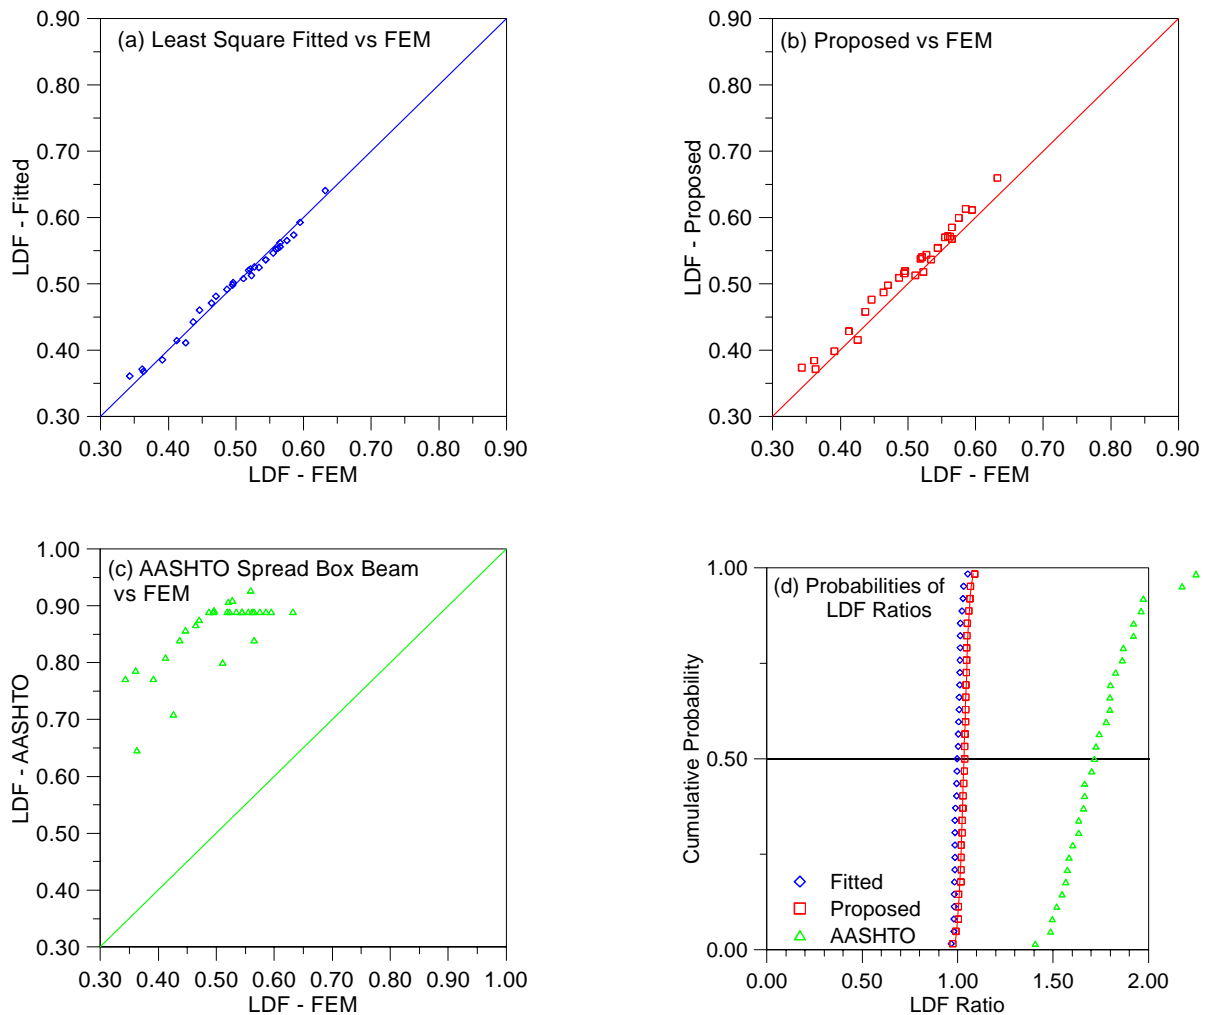 (a) Least Square Fitted vs FEM
0.90
0.80
0.70
0.60
0.50
0.40
0.30
LDF - Fitted
0.30 0.40 0.50 0.60 0.70 0.80 0.90
LDF - FEM
(b) Proposed vs FEM
0.90
0.80
0.70
0.60
0.50
0.40
0.30
LDF - Proposed
0.30 0.40 0.50 0.60 0.70 0.80 0.90
LDF - FEM
(c) AASHTO Spread Box Beam
vs FEM
1.00
0.90
0.80
0.70
0.60
0.50
0.40
0.30
LDF - AASHTO
0.30 0.40 0.50 0.60 0.70 0.80 0.90 1.00
LDF - FEM
(d) Probabilities of
LDF Ratios
1.00
0.50
0.00
Cumulative Probability
Fitted
Proposed
AASHTO
0.00 0.50 1.00 1.50 2.00
LDF Ratio